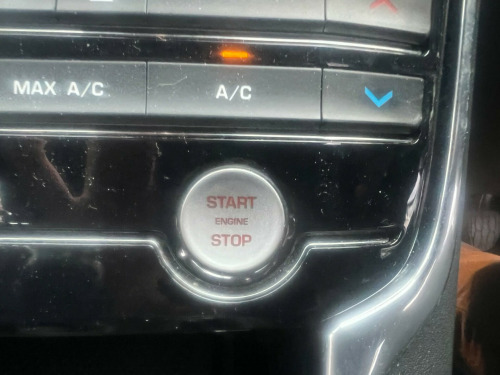 MAX A/C
A/C
START
ENGINE
STOP